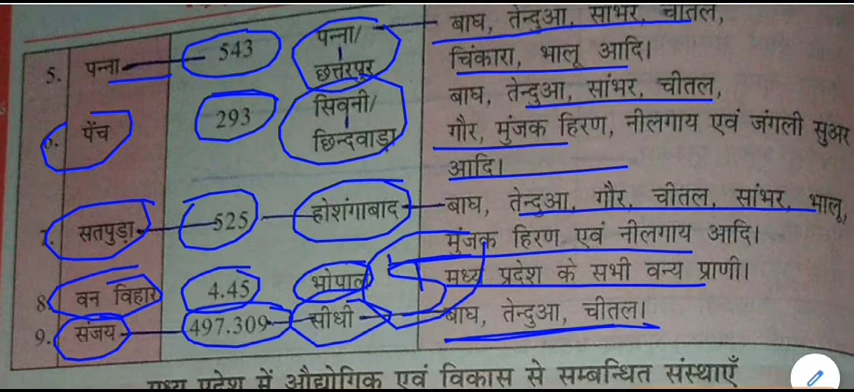 5. पन्ना 543 पन्ना/ छत्तरपुर बाघ, तेन्दुआ, सांभर, चीतल,
चिंकारा, भालू आदि।
6. पेंच 293 सिवनी/ छिन्दवाड़ा बाघ, तेन्दुआ, सांभर, चीतल,
गौर, मुंजक हिरण, नीलगाय एवं जंगली सुअर
आदि।
7. सतपुड़ा 525 होशंगाबाद बाघ, तेन्दुआ, गौर, चीतल, सांभर, भालू,
मुंजक हिरण एवं नीलगाय आदि।
8. वन विहार 4.45 भोपाल मध्य प्रदेश के सभी वन्य प्राणी।
9. संजय 497.309 सीधी बाघ, तेन्दुआ, चीतल।
मध्य प्रदेश में औद्योगिक एवं विकास से सम्बन्धित संस्थाएँ